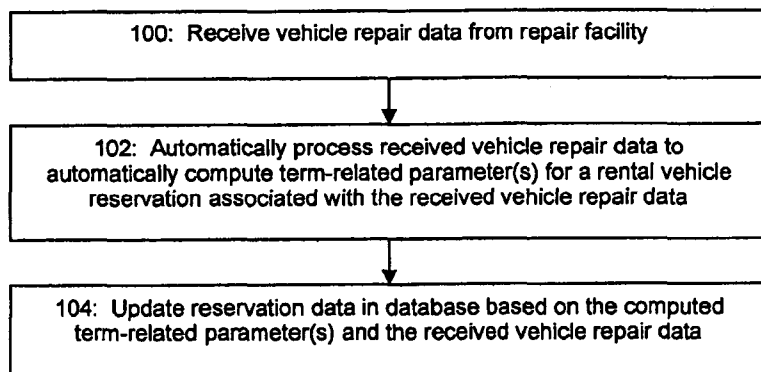 100: Receive vehicle repair data from repair facility
102: Automatically process received vehicle repair data to
automatically compute term-related parameter(s) for a rental vehicle
reservation associated with the received vehicle repair data
104: Update reservation data in database based on the computed
term-related parameter(s) and the received vehicle repair data